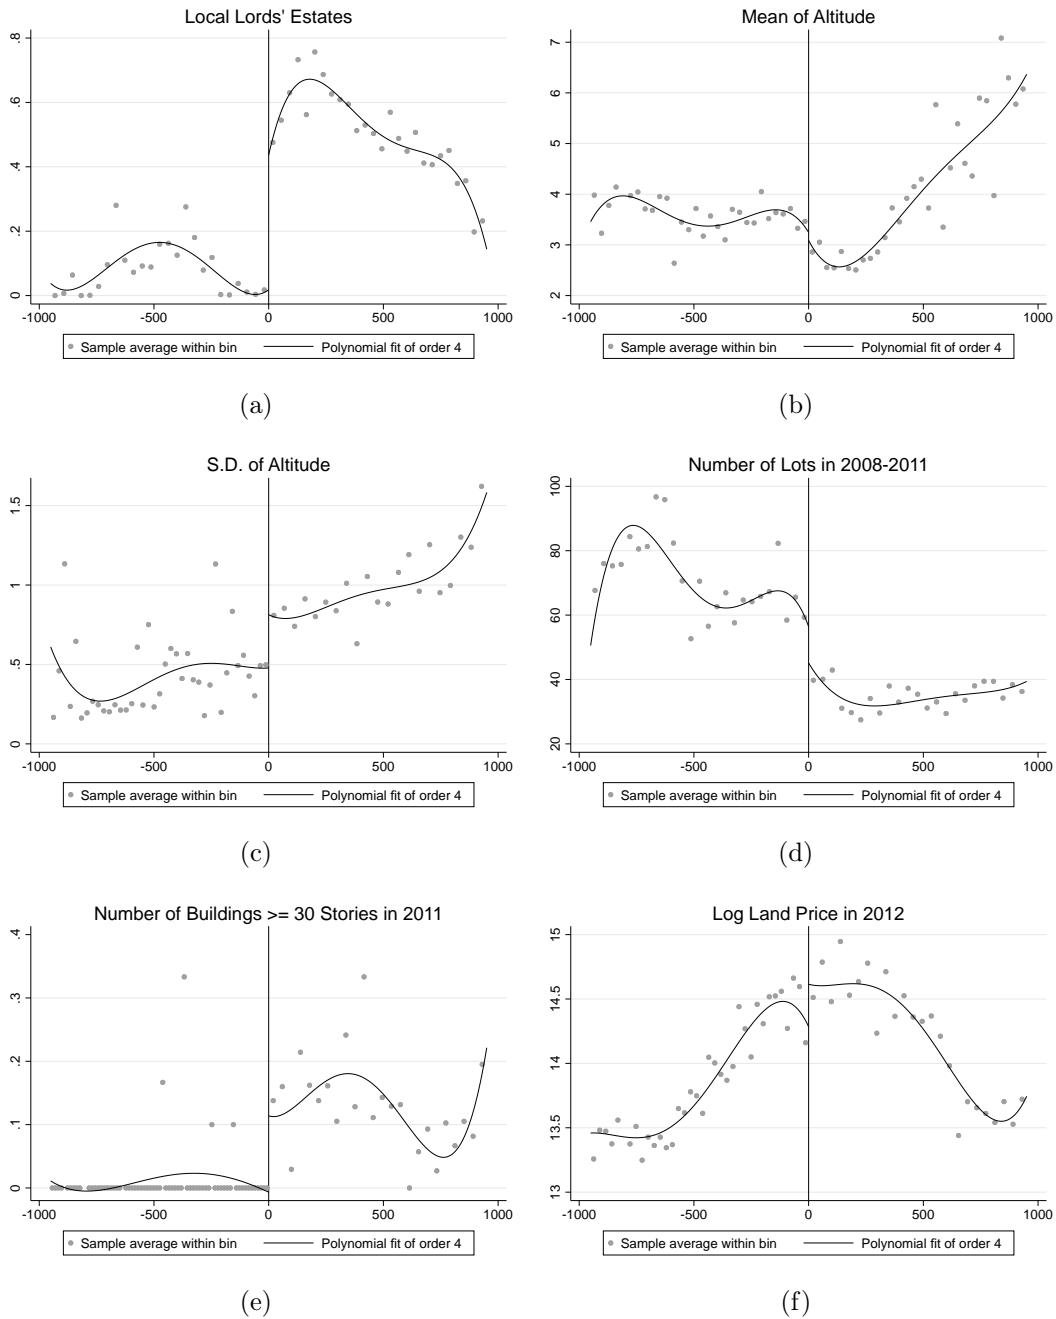 Local Lords' Estates
Mean of Altitude
0 .2 .4 .6 .8
-1000 -500 0 500 1000
2 3 4 5 6 7
-1000 -500 0 500 1000
Sample average within bin Polynomial fit of order 4
Sample average within bin Polynomial fit of order 4
(a)
(b)
S.D. of Altitude
Number of Lots in 2008-2011
0 .5 1 1.5
-1000 -500 0 500 1000
20 40 60 80 100
-1000 -500 0 500 1000
Sample average within bin Polynomial fit of order 4
Sample average within bin Polynomial fit of order 4
(c)
(d)
Number of Buildings >= 30 Stories in 2011
Log Land Price in 2012
0 .1 .2 .3 .4
-1000 -500 0 500 1000
13 13.5 14 14.5 15
-1000 -500 0 500 1000
Sample average within bin Polynomial fit of order 4
Sample average within bin Polynomial fit of order 4
(e)
(f)